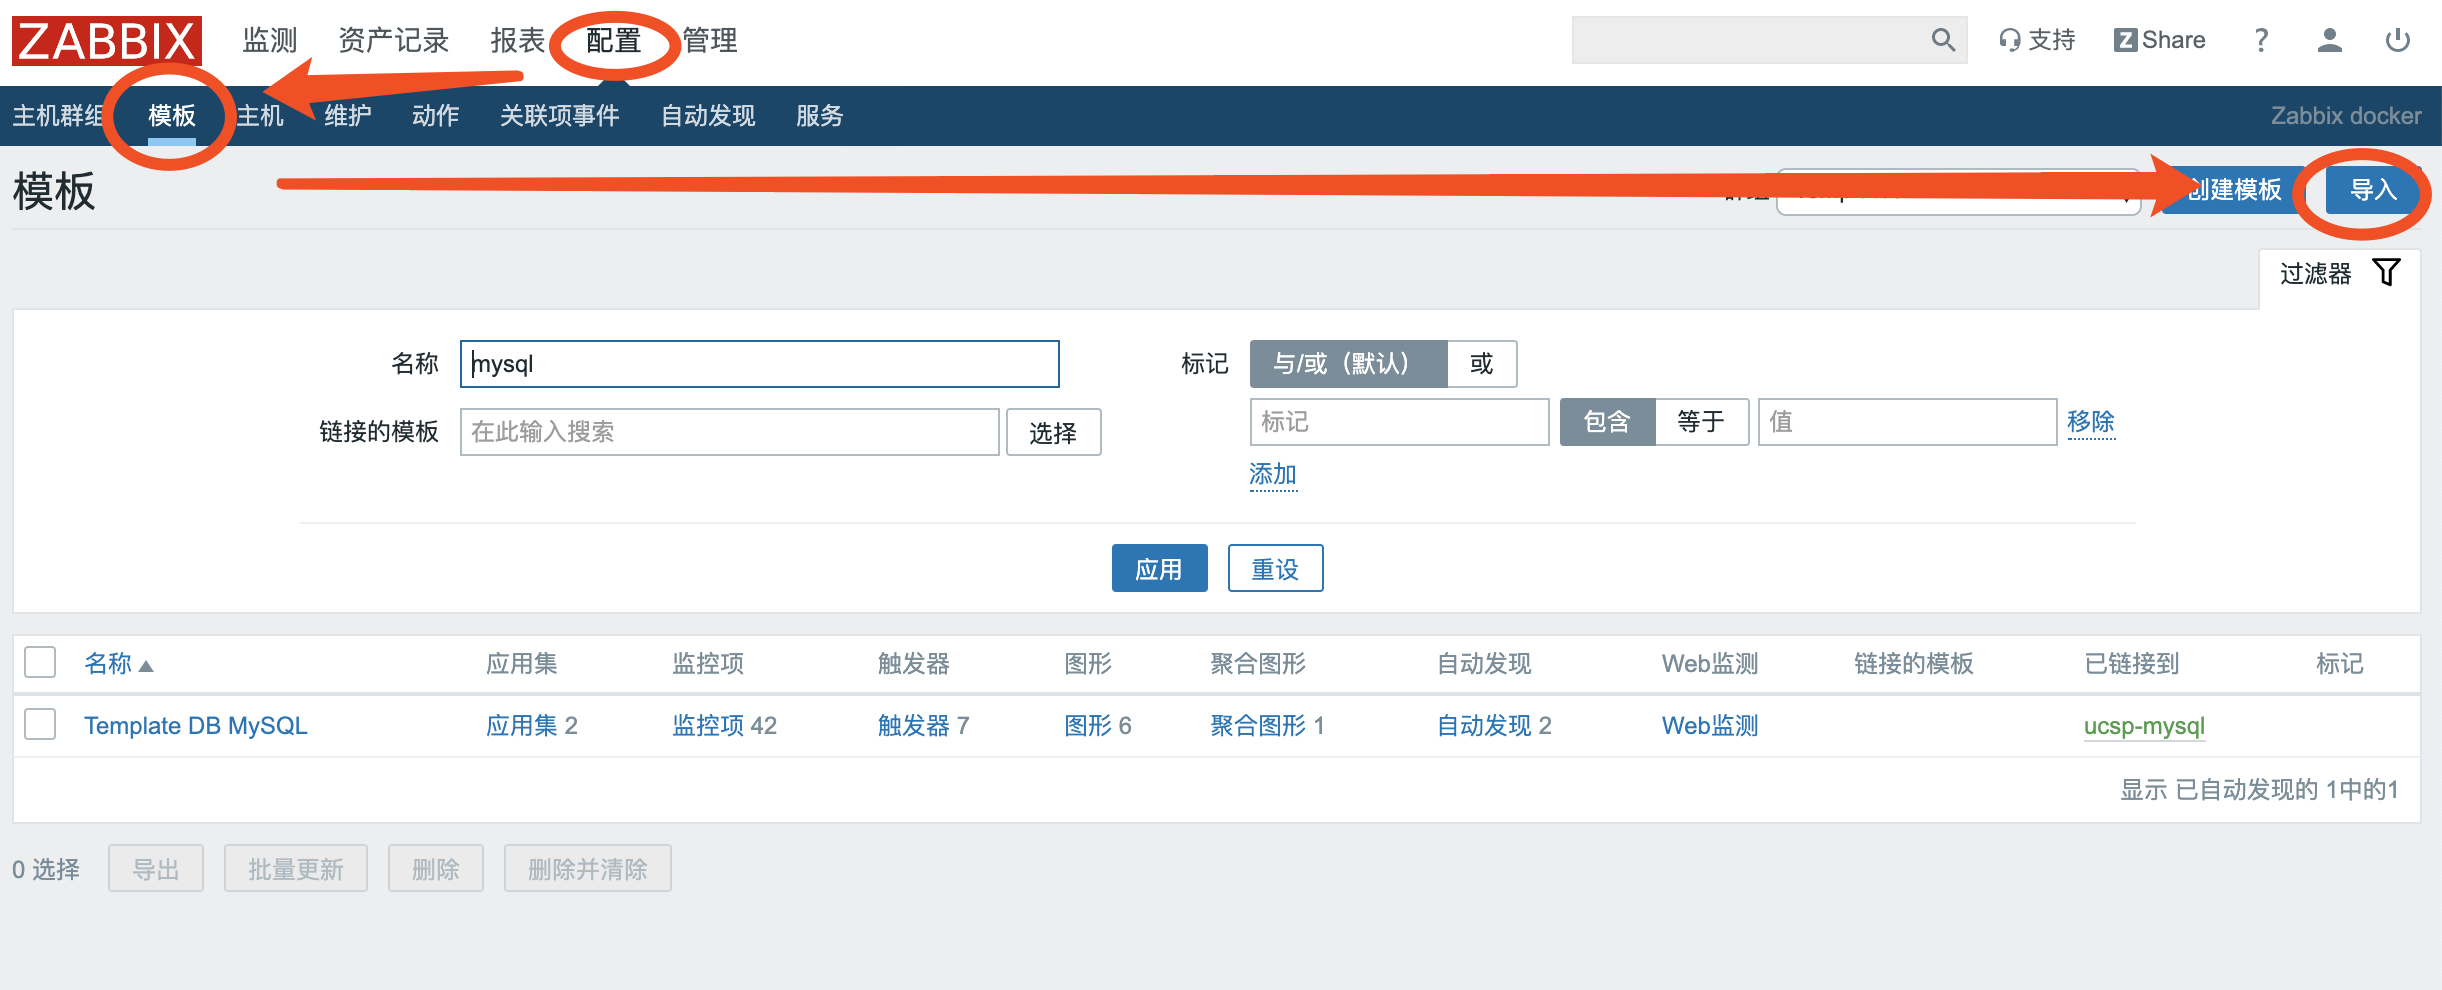 ZABBIX 监测 资产记录 报表 配置 管理 支持 Z Share ?
主机群组 模板 主机 维护 动作 关联项事件 自动发现 服务 Zabbix docker
模板 创建模板 导入
过滤器
名称 mysql 标记 与/或（默认） 或
链接的模板 在此输入搜索 选择 标记 包含 等于 值 移除
添加
应用 重设
名称 应用集 监控项 触发器 图形 聚合图形 自动发现 Web监测 链接的模板 已链接到 标记
Template DB MySQL 应用集 2 监控项 42 触发器 7 图形 6 聚合图形 1 自动发现 2 Web监测 ucsp-mysql
显示 已自动发现的 1中的1
0 选择 导出 批量更新 删除 删除并清除